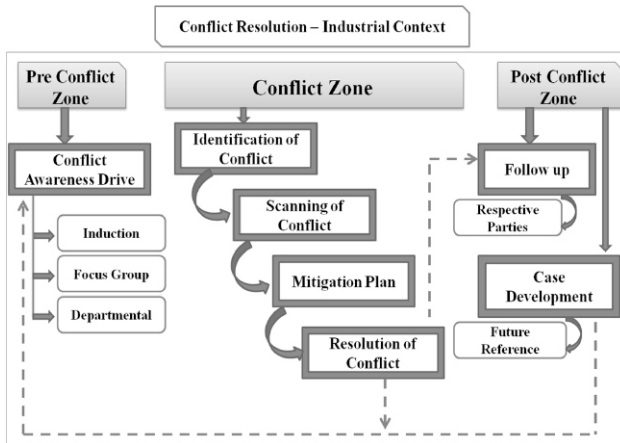 Conflict Resolution – Industrial Context
Pre Conflict
Zone
Conflict Zone
Post Conflict
Zone
Conflict
Awareness Drive
Induction
Focus Group
Departmental
Identification of
Conflict
Scanning of
Conflict
Mitigation Plan
Resolution of
Conflict
Follow up
Respective
Parties
Case
Development
Future
Reference